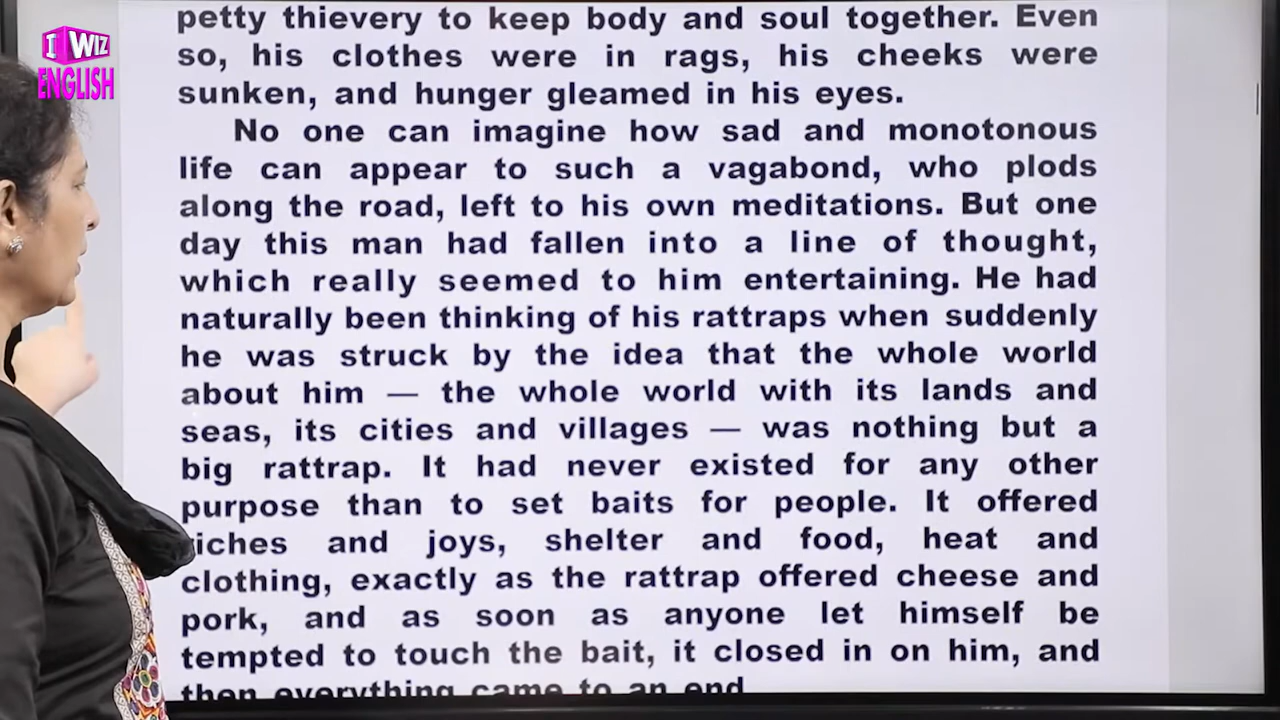 I WIZ
ENGLISH
petty thievery to keep body and soul together. Even
so, his clothes were in rags, his cheeks were
sunken, and hunger gleamed in his eyes.
No one can imagine how sad and monotonous
life can appear to such a vagabond, who plods
along the road, left to his own meditations. But one
day this man had fallen into a line of thought,
which really seemed to him entertaining. He had
naturally been thinking of his rattraps when suddenly
he was struck by the idea that the whole world
about him — the whole world with its lands and
seas, its cities and villages — was nothing but a
big rattrap. It had never existed for any other
purpose than to set baits for people. It offered
riches and joys, shelter and food, heat and
clothing, exactly as the rattrap offered cheese and
pork, and as soon as anyone let himself be
tempted to touch the bait, it closed in on him, and
then everything came to an end